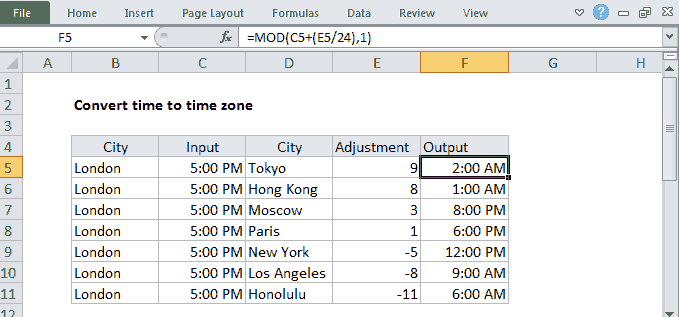 File Home Insert Page Layout Formulas Data Review View
F5 fx =MOD(C5+(E5/24),1)
A B C D E F G H
1
2 Convert time to time zone
3
4 City Input City Adjustment Output
5 London 5:00 PM Tokyo 9 2:00 AM
6 London 5:00 PM Hong Kong 8 1:00 AM
7 London 5:00 PM Moscow 3 8:00 PM
8 London 5:00 PM Paris 1 6:00 PM
9 London 5:00 PM New York -5 12:00 PM
10 London 5:00 PM Los Angeles -8 9:00 AM
11 London 5:00 PM Honolulu -11 6:00 AM
12